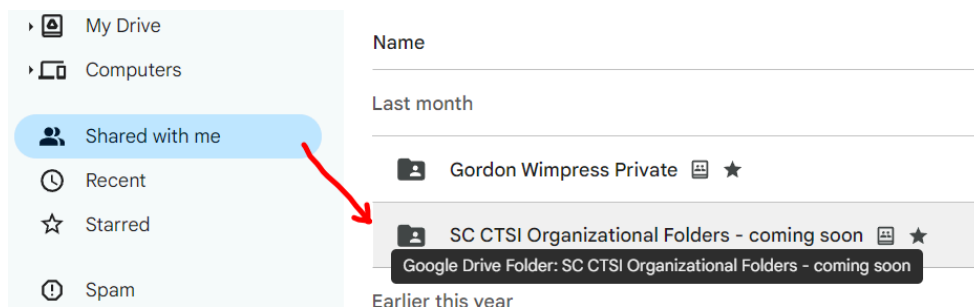 My Drive
Computers
Shared with me
Recent
Starred
Spam
Name
Last month
Gordon Wimpress Private
SC CTSI Organizational Folders - coming soon
Google Drive Folder: SC CTSI Organizational Folders - coming soon
Earlier this year